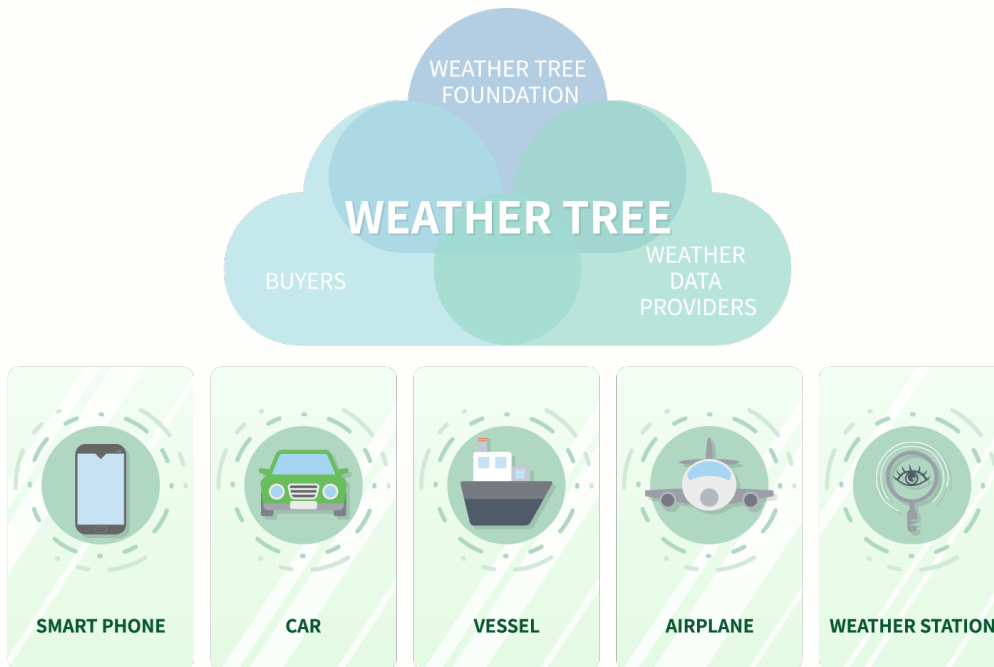 WEATHER TREE
FOUNDATION
WEATHER TREE
BUYERS
WEATHER
DATA
PROVIDERS
SMART PHONE
CAR
VESSEL
AIRPLANE
WEATHER STATION